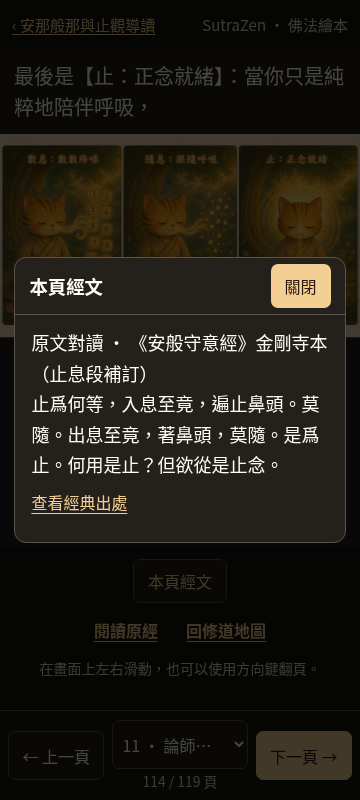 ‹ 安那般那與止觀導讀
SutraZen · 佛法繪本
最後是【止：正念就緒】：當你只是純
粹地陪伴呼吸，
數息：數數降噪
隨息：跟隨呼吸
止：正念就緒
本頁經文
關閉
原文對讀 · 《安般守意經》金剛寺本
（止息段補訂）
止爲何等，入息至竟，遍止鼻頭。莫
隨。出息至竟，著鼻頭，莫隨。是爲
止。何用是止？但欲從是止念。
查看經典出處
本頁經文
閱讀原經
回修道地圖
在畫面上左右滑動，也可以使用方向鍵翻頁。
← 上一頁
11 · 論師…
下一頁 →
114 / 119 頁